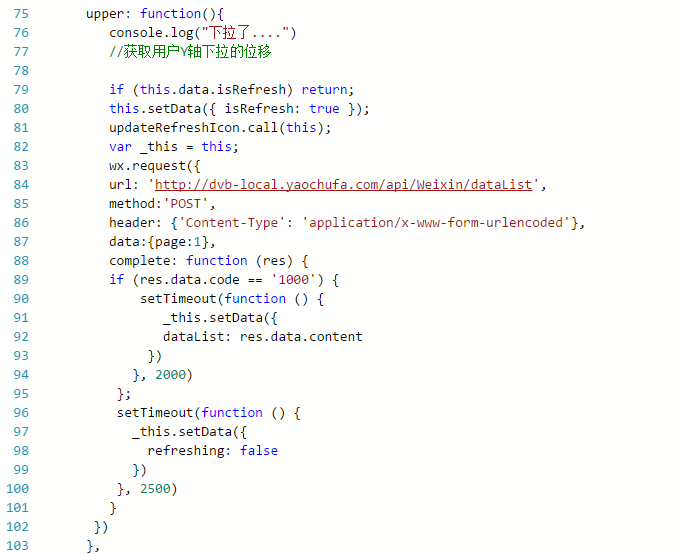 75 upper: function(){
76 console.log("下拉了....")
77 //获取用户Y轴下拉的位移
78
79 if (this.data.isRefresh) return;
80 this.setData({ isRefresh: true });
81 updateRefreshIcon.call(this);
82 var _this = this;
83 wx.request({
84 url: 'http://dvb-local.yaochufa.com/api/Weixin/dataList',
85 method:'POST',
86 header: {'Content-Type': 'application/x-www-form-urlencoded'},
87 data:{page:1},
88 complete: function (res) {
89 if (res.data.code == '1000') {
90 setTimeout(function () {
91 _this.setData({
92 dataList: res.data.content
93 })
94 }, 2000)
95 };
96 setTimeout(function () {
97 _this.setData({
98 refreshing: false
99 })
100 }, 2500)
101 }
102 })
103 },